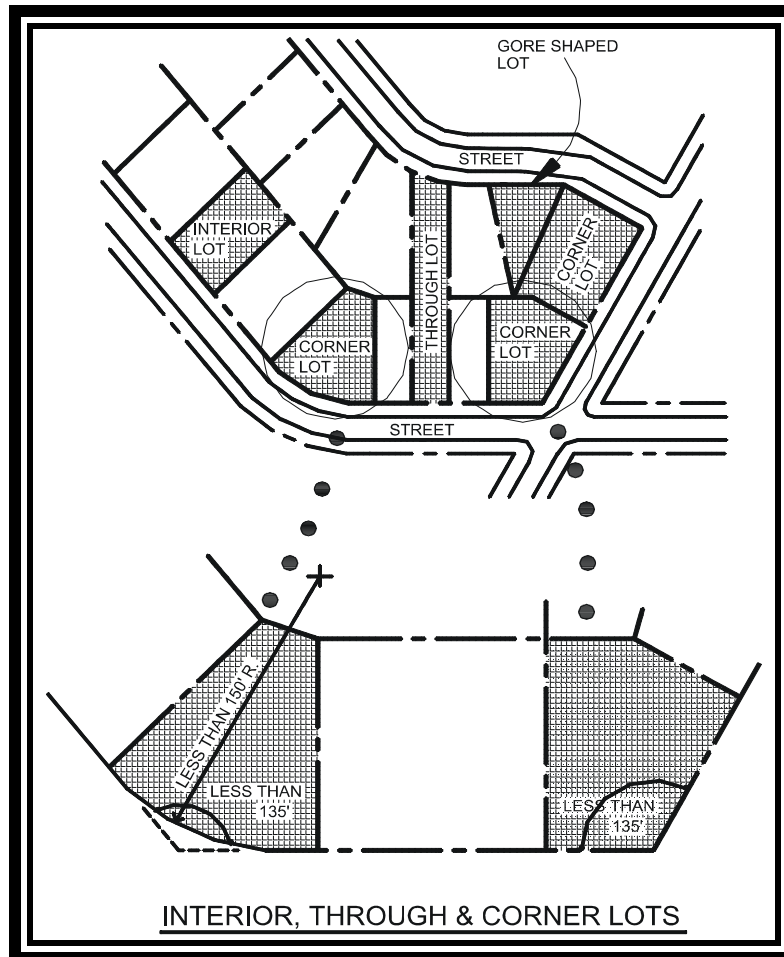 GORE SHAPED
LOT
STREET
INTERIOR
LOT
THROUGH LOT
CORNER
LOT
CORNER
LOT
CORNER
LOT
STREET
LESS THAN 150' R.
LESS THAN
135'
LESS THAN
135'
INTERIOR, THROUGH & CORNER LOTS